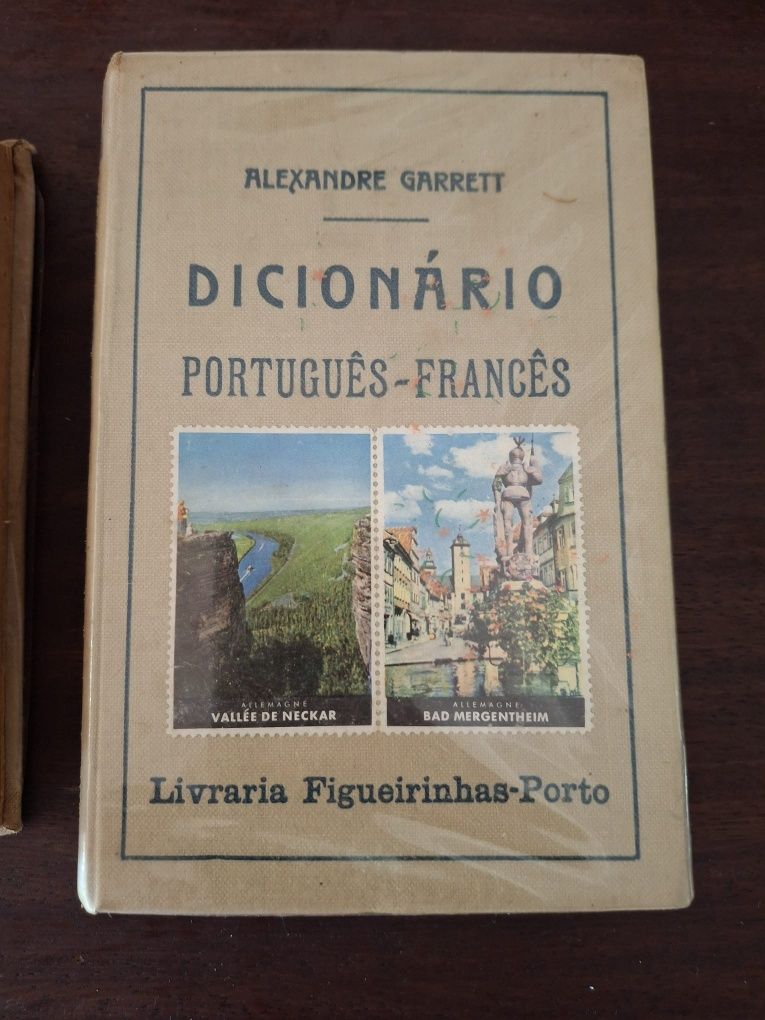 ALEXANDRE GARRETT
DICIONÁRIO
PORTUGUÊS-FRANCÊS
ALLEMAGNE
VALLÉE DE NECKAR
ALLEMAGNE
BAD MERGENTHEIM
Livraria Figueirinhas-Porto